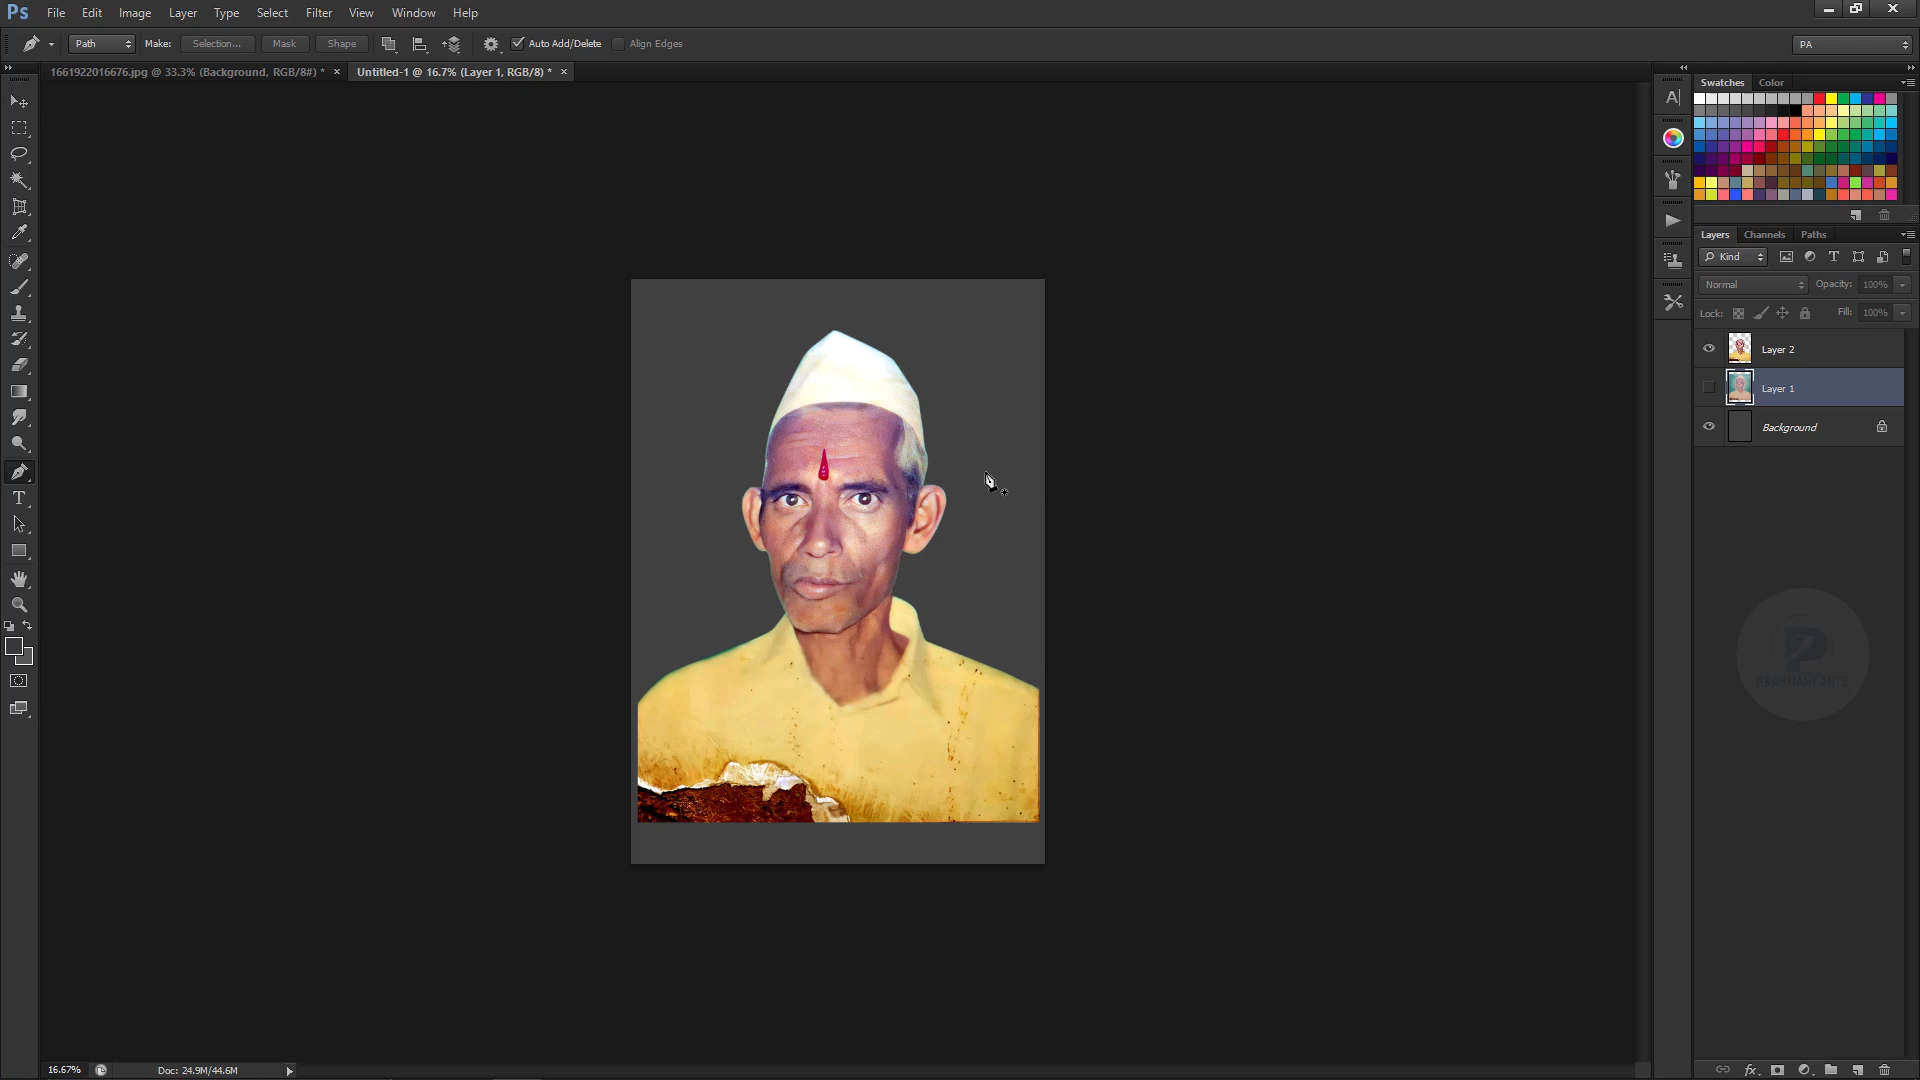 Ps File Edit Image Layer Type Select Filter View Window Help
Path Make: Selection... Mask Shape Auto Add/Delete Align Edges PA
1661922016676.jpg @ 33.3% (Background, RGB/8#) * × Untitled-1 @ 16.7% (Layer 1, RGB/8) * ×
Swatches Color
Layers Channels Paths
Kind
Normal Opacity: 100%
Lock: Fill: 100%
Layer 2
Layer 1
Background
PRASHANT ARTS
16.67% Doc: 24.9M/44.6M